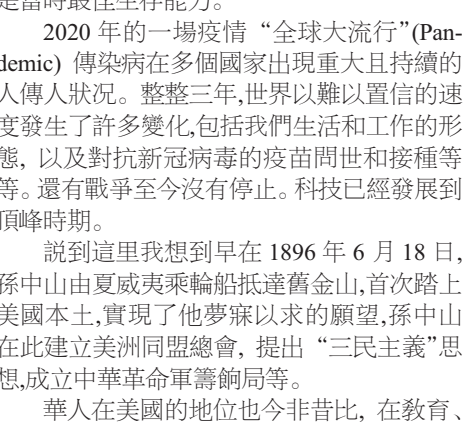 是當時最佳生存能力。
2020 年的一場疫情“全球大流行”(Pan-
demic) 傳染病在多個國家出現重大且持續的
人傳人狀況。整整三年,世界以難以置信的速
度發生了許多變化,包括我們生活和工作的形
態, 以及對抗新冠病毒的疫苗問世和接種等
等。還有戰爭至今沒有停止。科技已經發展到
頂峰時期。
説到這里我想到早在 1896 年 6 月 18 日,
孫中山由夏威夷乘輪船抵達舊金山,首次踏上
美國本土,實現了他夢寐以求的願望,孫中山
在此建立美洲同盟總會, 提出“三民主義”思
想,成立中華革命軍籌餉局等。
華人在美國的地位也今非昔比, 在教育、